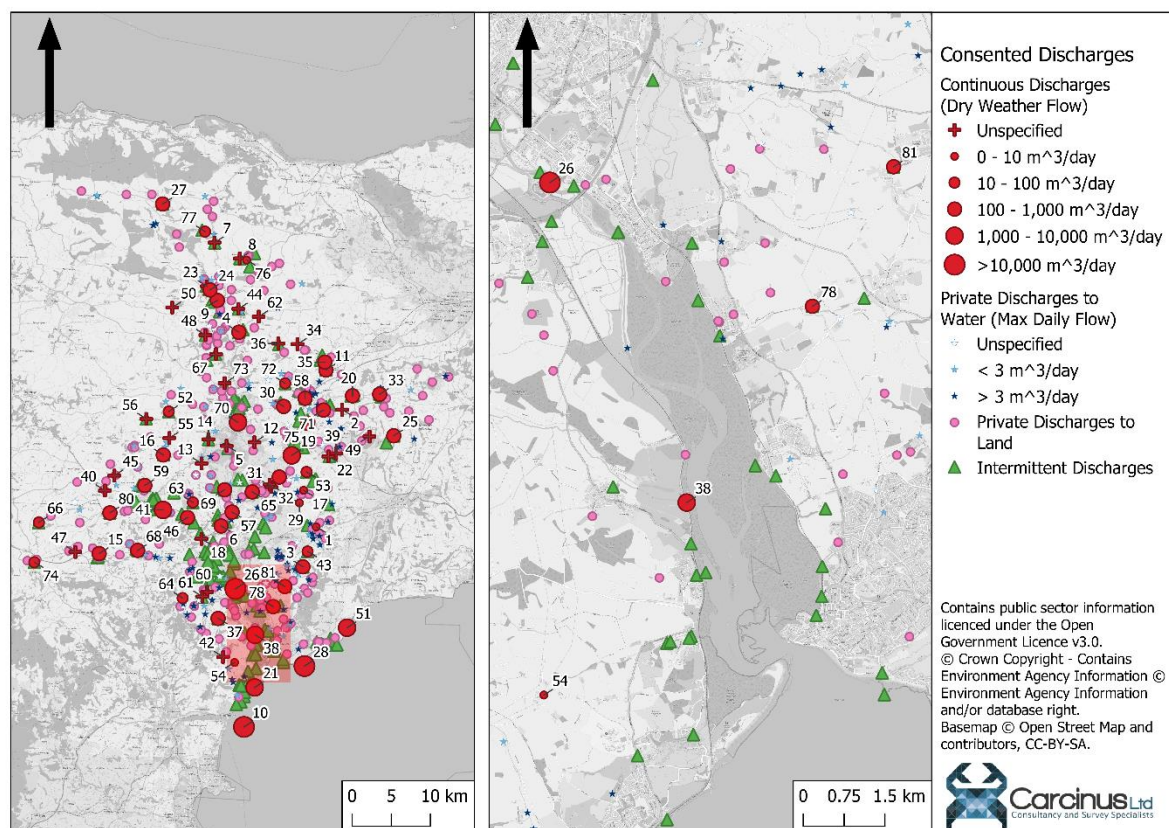 27
77
7
8
76
23
24
50
44
62
9
4
48
34
36
35
11
67
73
72
58
20
33
30
56
52
70
71
2
25
55
14
12
39
16
75
19
49
13
5
22
40
45
59
31
53
66
80
63
32
41
69
65
17
29
46
57
47
15
68
6
1
18
3
43
74
60
26
81
64
61
78
51
37
42
38
28
54
21
10
0 5 10 km
26
81
78
38
54
0 0.75 1.5 km
Consented Discharges
Continuous Discharges
(Dry Weather Flow)
Unspecified
0 - 10 m^3/day
10 - 100 m^3/day
100 - 1,000 m^3/day
1,000 - 10,000 m^3/day
>10,000 m^3/day
Private Discharges to
Water (Max Daily Flow)
Unspecified
< 3 m^3/day
> 3 m^3/day
Private Discharges to
Land
Intermittent Discharges
Contains public sector information
licenced under the Open
Government Licence v3.0.
© Crown Copyright - Contains
Environment Agency Information ©
Environment Agency Information
and/or database right.
Basemap © Open Street Map and
contributors, CC-BY-SA.
Carcinus Ltd
Consultancy and Survey Specialists